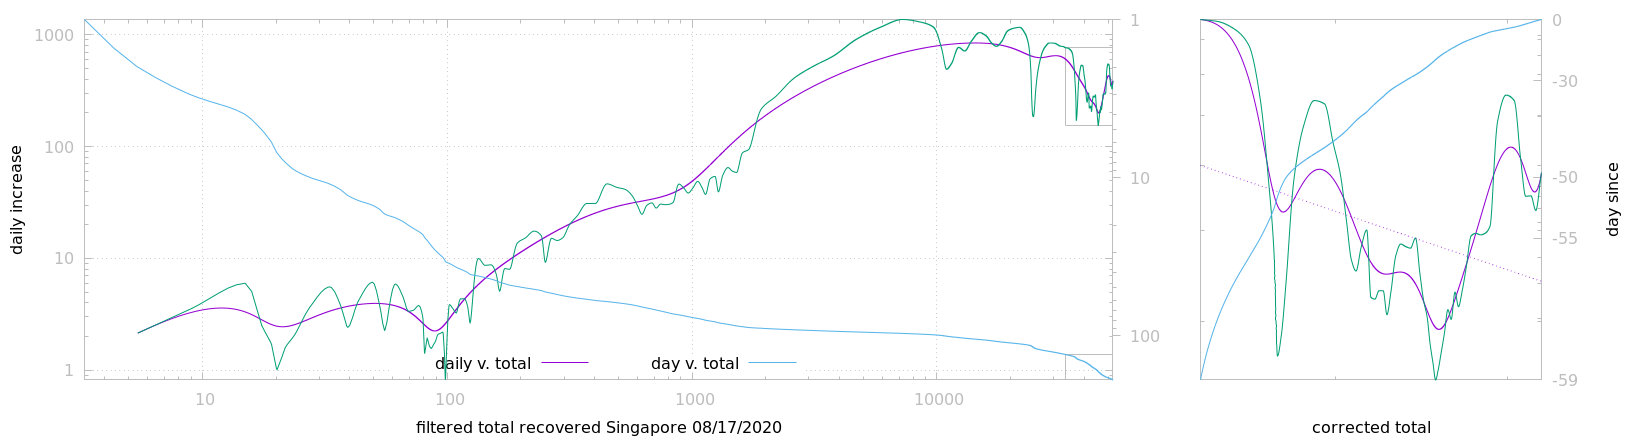 1000
100
10
1
daily increase
10
100
1000
10000
filtered total recovered Singapore 08/17/2020
daily v. total
day v. total
1
10
100
0
-30
-50
-55
-59
day since
corrected total